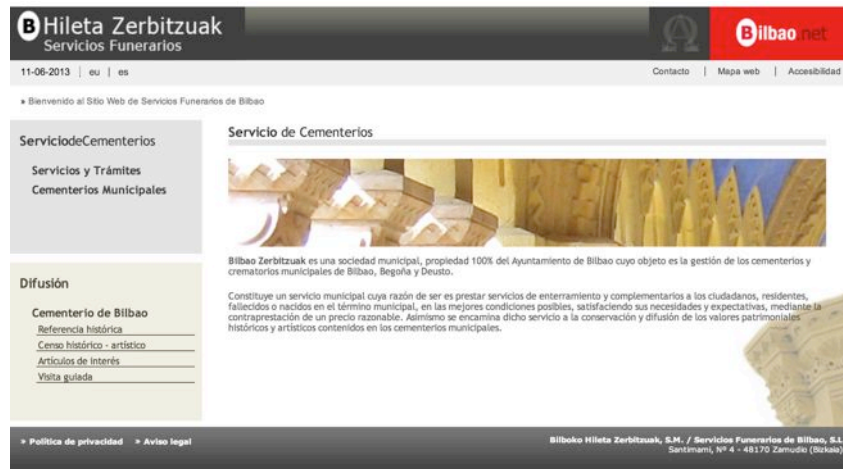 B Hileta Zerbitzuak
Servicios Funerarios
Bilbao.net
11-06-2013 | eu | es
Contacto | Mapa web | Accesibilidad
» Bienvenido al Sitio Web de Servicios Funerarios de Bilbao
ServiciodeCementerios
Servicios y Trámites
Cementerios Municipales
Difusión
Cementerio de Bilbao
Referencia histórica
Censo histórico - artístico
Artículos de interés
Visita guiada
Servicio de Cementerios
Bilbao Zerbitzuak es una sociedad municipal, propiedad 100% del Ayuntamiento de Bilbao cuyo objeto es la gestión de los cementerios y
crematorios municipales de Bilbao, Begoña y Deusto.
Constituye un servicio municipal cuya razón de ser es prestar servicios de enterramiento y complementarios a los ciudadanos, residentes,
fallecidos o nacidos en el término municipal, en las mejores condiciones posibles, satisfaciendo sus necesidades y expectativas, mediante la
contraprestación de un precio razonable. Asimismo se encamina dicho servicio a la conservación y difusión de los valores patrimoniales
históricos y artísticos contenidos en los cementerios municipales.
» Política de privacidad » Aviso legal
Bilboko Hileta Zerbitzuak, S.M. / Servicios Funerarios de Bilbao, S.L
Santimami, Nº 4 - 48170 Zamudio (Bizkaia)